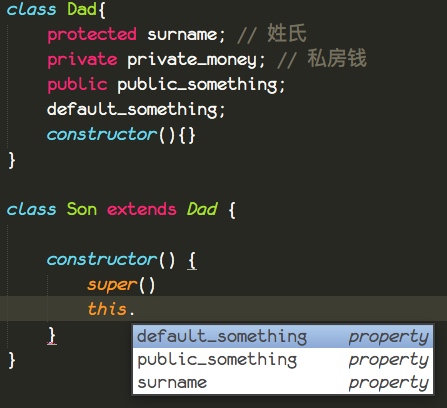 class Dad{
protected surname; // 姓氏
private private_money; // 私房钱
public public_something;
default_something;
constructor(){}
}
class Son extends Dad {
constructor() {
super()
this.
default_something property
}
public_something property
}
surname property